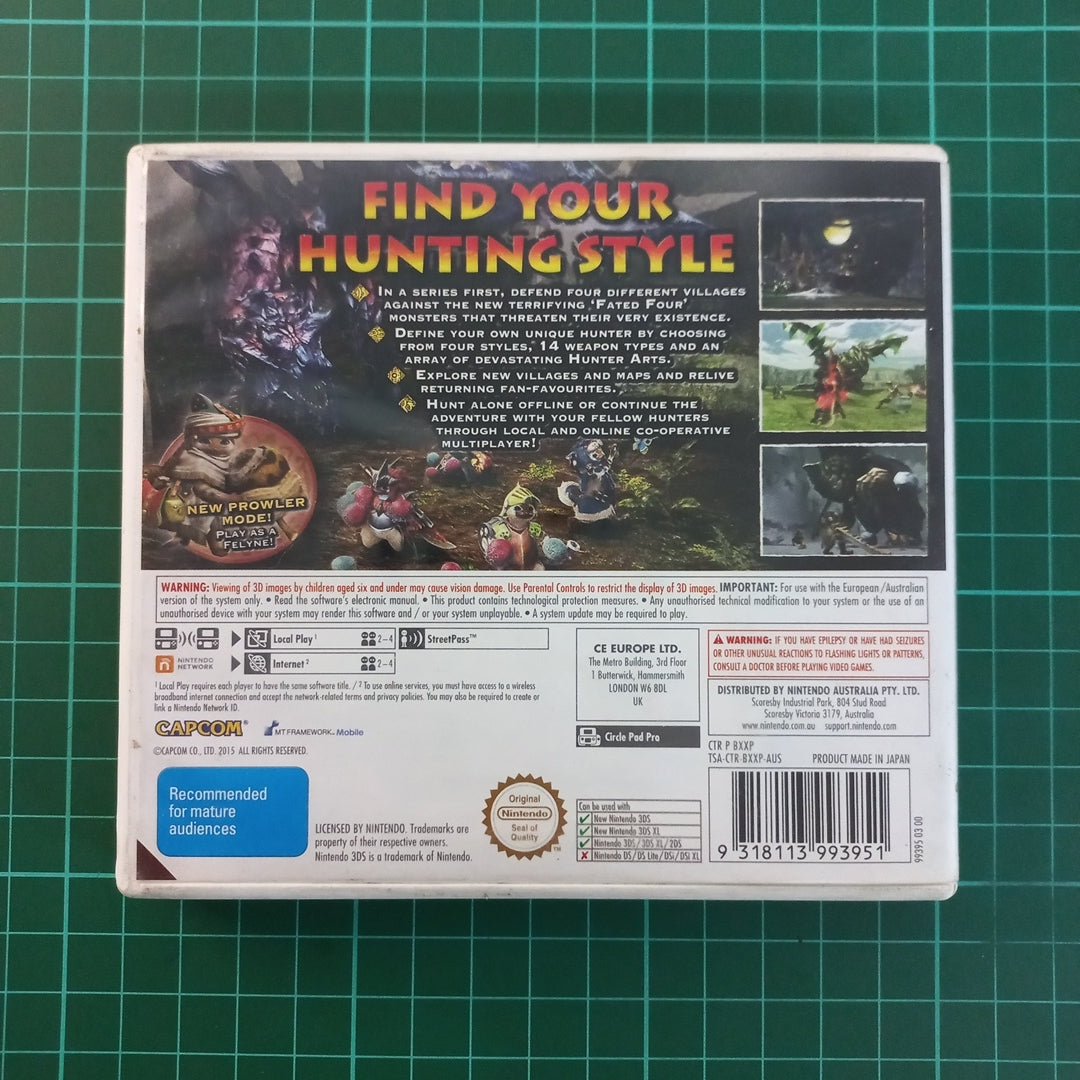 FIND YOUR
HUNTING STYLE
IN A SERIES FIRST, DEFEND FOUR DIFFERENT VILLAGES
AGAINST THE NEW TERRIFYING 'FATED FOUR'
MONSTERS THAT THREATEN THEIR VERY EXISTENCE.
DEFINE YOUR OWN UNIQUE HUNTER BY CHOOSING
FROM FOUR STYLES, 14 WEAPON TYPES AND AN
ARRAY OF DEVASTATING HUNTER ARTS.
EXPLORE NEW VILLAGES AND MAPS AND RELIVE
RETURNING FAN-FAVOURITES.
HUNT ALONE OFFLINE OR CONTINUE THE
ADVENTURE WITH YOUR FELLOW HUNTERS
THROUGH LOCAL AND ONLINE CO-OPERATIVE
MULTIPLAYER!
NEW PROWLER
MODE!
PLAY AS A
FELYNE!
WARNING: Viewing of 3D images by children aged six and under may cause vision damage. Use Parental Controls to restrict the display of 3D images. IMPORTANT: For use with the European/Australian
version of the system only. • Read the software's electronic manual. • This product contains technological protection measures. • Any unauthorised technical modification to your system or the use of an
unauthorised device with your system may render this software and / or your system unplayable. • A system update may be required to play.
Local Play¹ 2–4 StreetPass™
n NINTENDO NETWORK Internet² 2–4
¹ Local Play requires each player to have the same software title. / ² To use online services, you must have access to a wireless
broadband internet connection and accept the network-related terms and privacy policies. You may also be required to create or
link a Nintendo Network ID.
CAPCOM MT FRAMEWORK Mobile
©CAPCOM CO., LTD. 2015 ALL RIGHTS RESERVED.
CE EUROPE LTD.
The Metro Building, 3rd Floor
1 Butterwick, Hammersmith
LONDON W6 8DL
UK
Circle Pad Pro
WARNING: IF YOU HAVE EPILEPSY OR HAVE HAD SEIZURES
OR OTHER UNUSUAL REACTIONS TO FLASHING LIGHTS OR PATTERNS,
CONSULT A DOCTOR BEFORE PLAYING VIDEO GAMES.
DISTRIBUTED BY NINTENDO AUSTRALIA PTY. LTD.
Scoresby Industrial Park, 804 Stud Road
Scoresby Victoria 3179, Australia
www.nintendo.com.au support.nintendo.com
CTR P BXXP
TSA-CTR-BXXP-AUS PRODUCT MADE IN JAPAN
Recommended
for mature
audiences
LICENSED BY NINTENDO. Trademarks are
property of their respective owners.
Nintendo 3DS is a trademark of Nintendo.
Original
Nintendo
Seal of
Quality
TM
Can be used with
New Nintendo 3DS
New Nintendo 3DS XL
Nintendo 3DS/3DS XL/2DS
Nintendo DS/DS Lite/DSi/DSi XL
9 318113 993951
99395 03 00